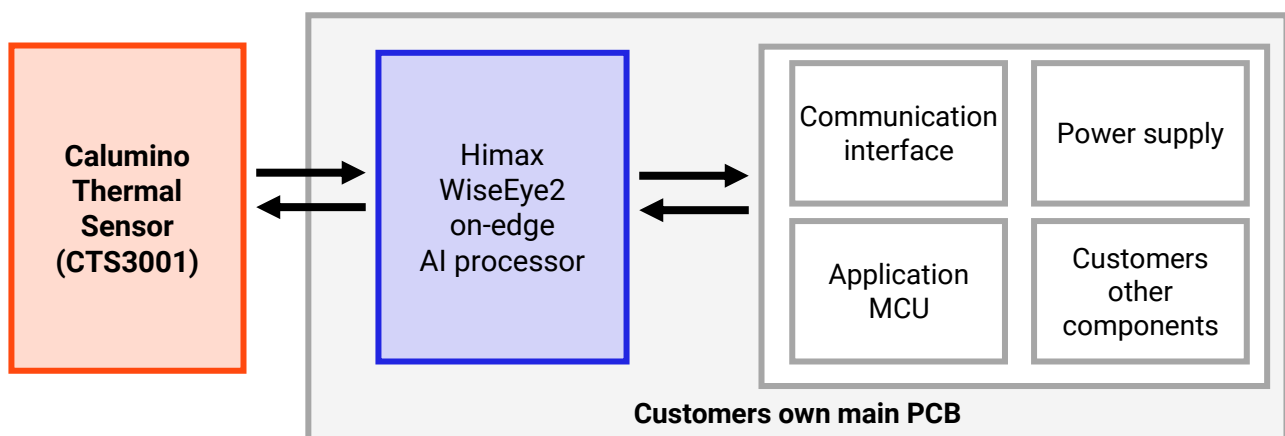 Calumino
Thermal
Sensor
(CTS3001)
Himax
WiseEye2
on-edge
AI processor
Communication
interface
Power supply
Application
MCU
Customers
other
components
Customers own main PCB